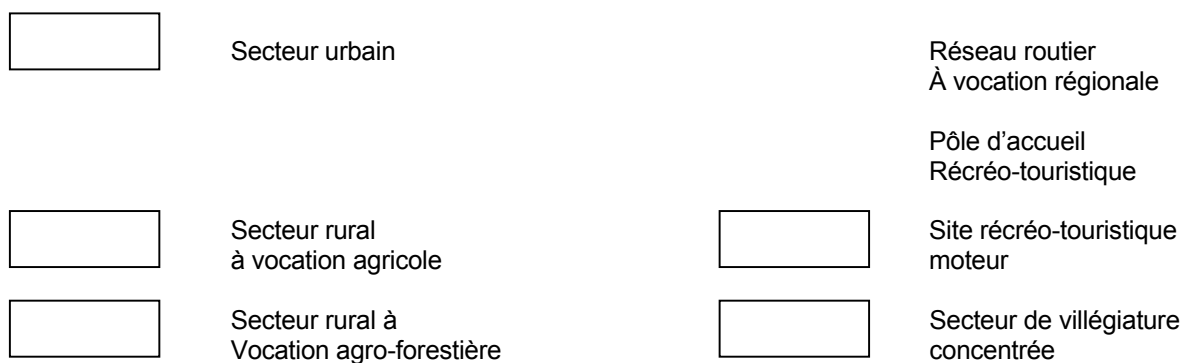 Secteur urbain
Réseau routier
À vocation régionale
Pôle d'accueil
Récréo-touristique
Secteur rural
à vocation agricole
Site récréo-touristique
moteur
Secteur rural à
Vocation agro-forestière
Secteur de villégiature
concentrée